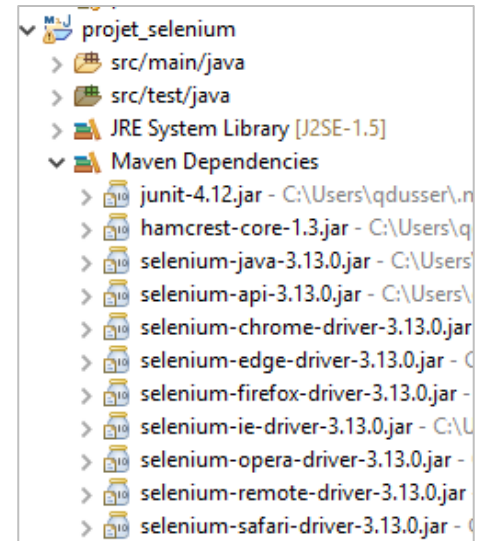 projet_selenium
src/main/java
src/test/java
JRE System Library [J2SE-1.5]
Maven Dependencies
junit-4.12.jar - C:\Users\qdusser\.n
hamcrest-core-1.3.jar - C:\Users\q
selenium-java-3.13.0.jar - C:\Users
selenium-api-3.13.0.jar - C:\Users\
selenium-chrome-driver-3.13.0.jar
selenium-edge-driver-3.13.0.jar - C
selenium-firefox-driver-3.13.0.jar -
selenium-ie-driver-3.13.0.jar - C:\U
selenium-opera-driver-3.13.0.jar -
selenium-remote-driver-3.13.0.jar
selenium-safari-driver-3.13.0.jar -